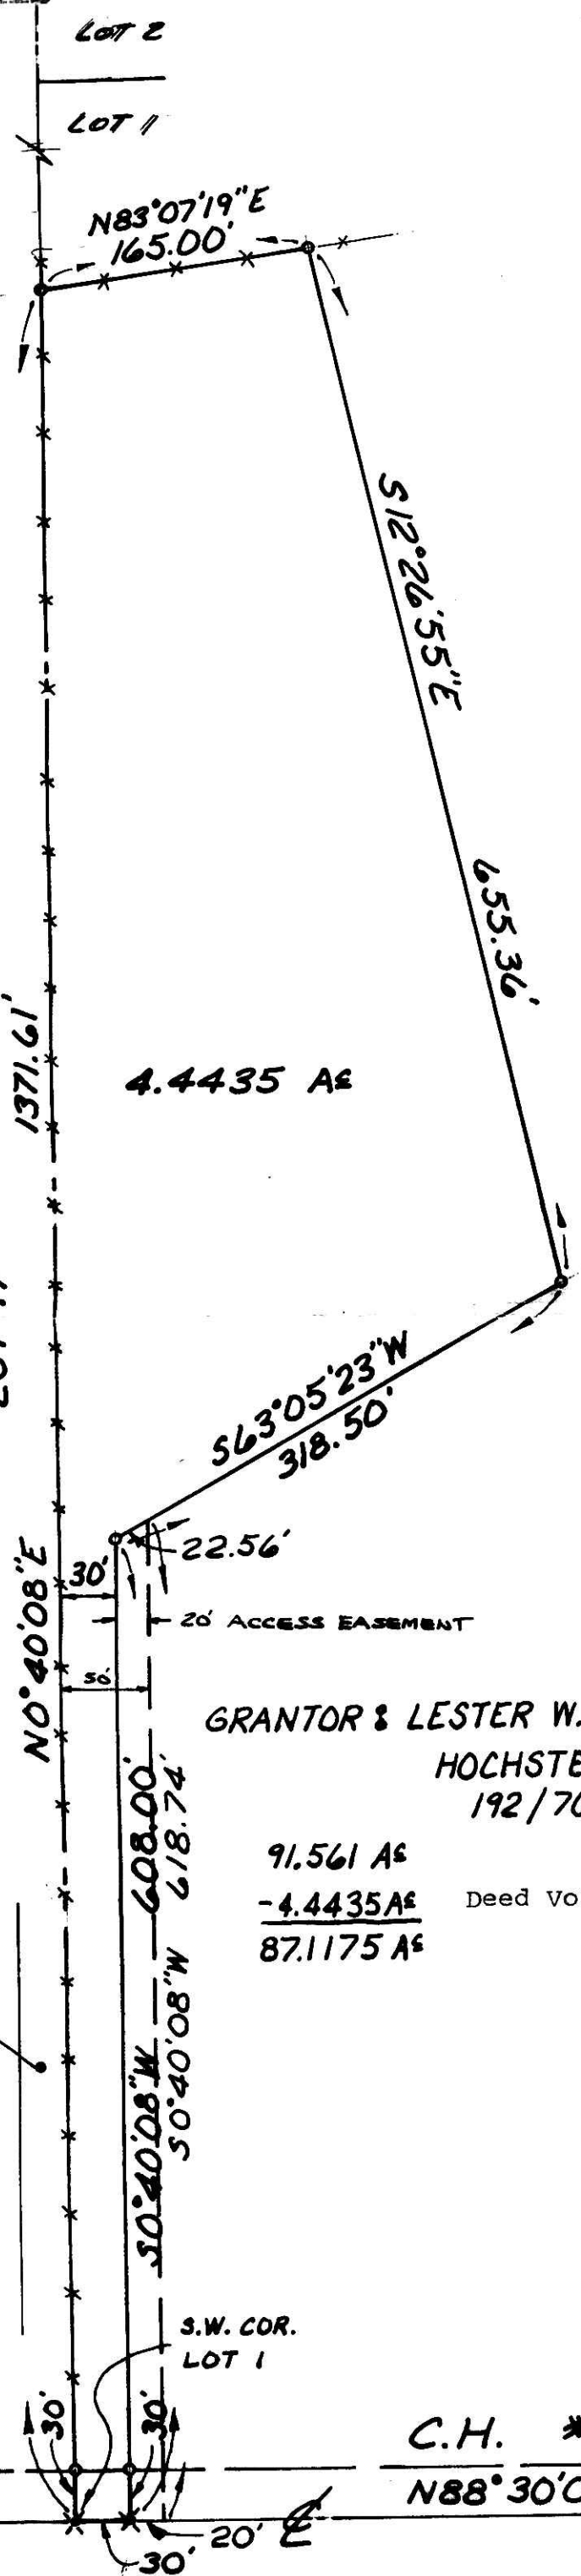 LOT 2
LOT 1
N83°07'19"E
165.00'
S12°26'55"E
655.36'
1371.61'
4.4435 Ac
S63°05'23"W
318.50'
22.56'
30'
20' ACCESS EASEMENT
50'
N0°40'08"E
GRANTOR: LESTER W.
HOCHSTE
192/70
91.561 Ac
-4.4435 Ac
Deed Vo
87.1175 Ac
S0°40'08"W 608.00'
S0°40'08"W 618.74'
S.W. COR.
LOT 1
30'
30'
C.H. *
N88°30'0
20'
30'